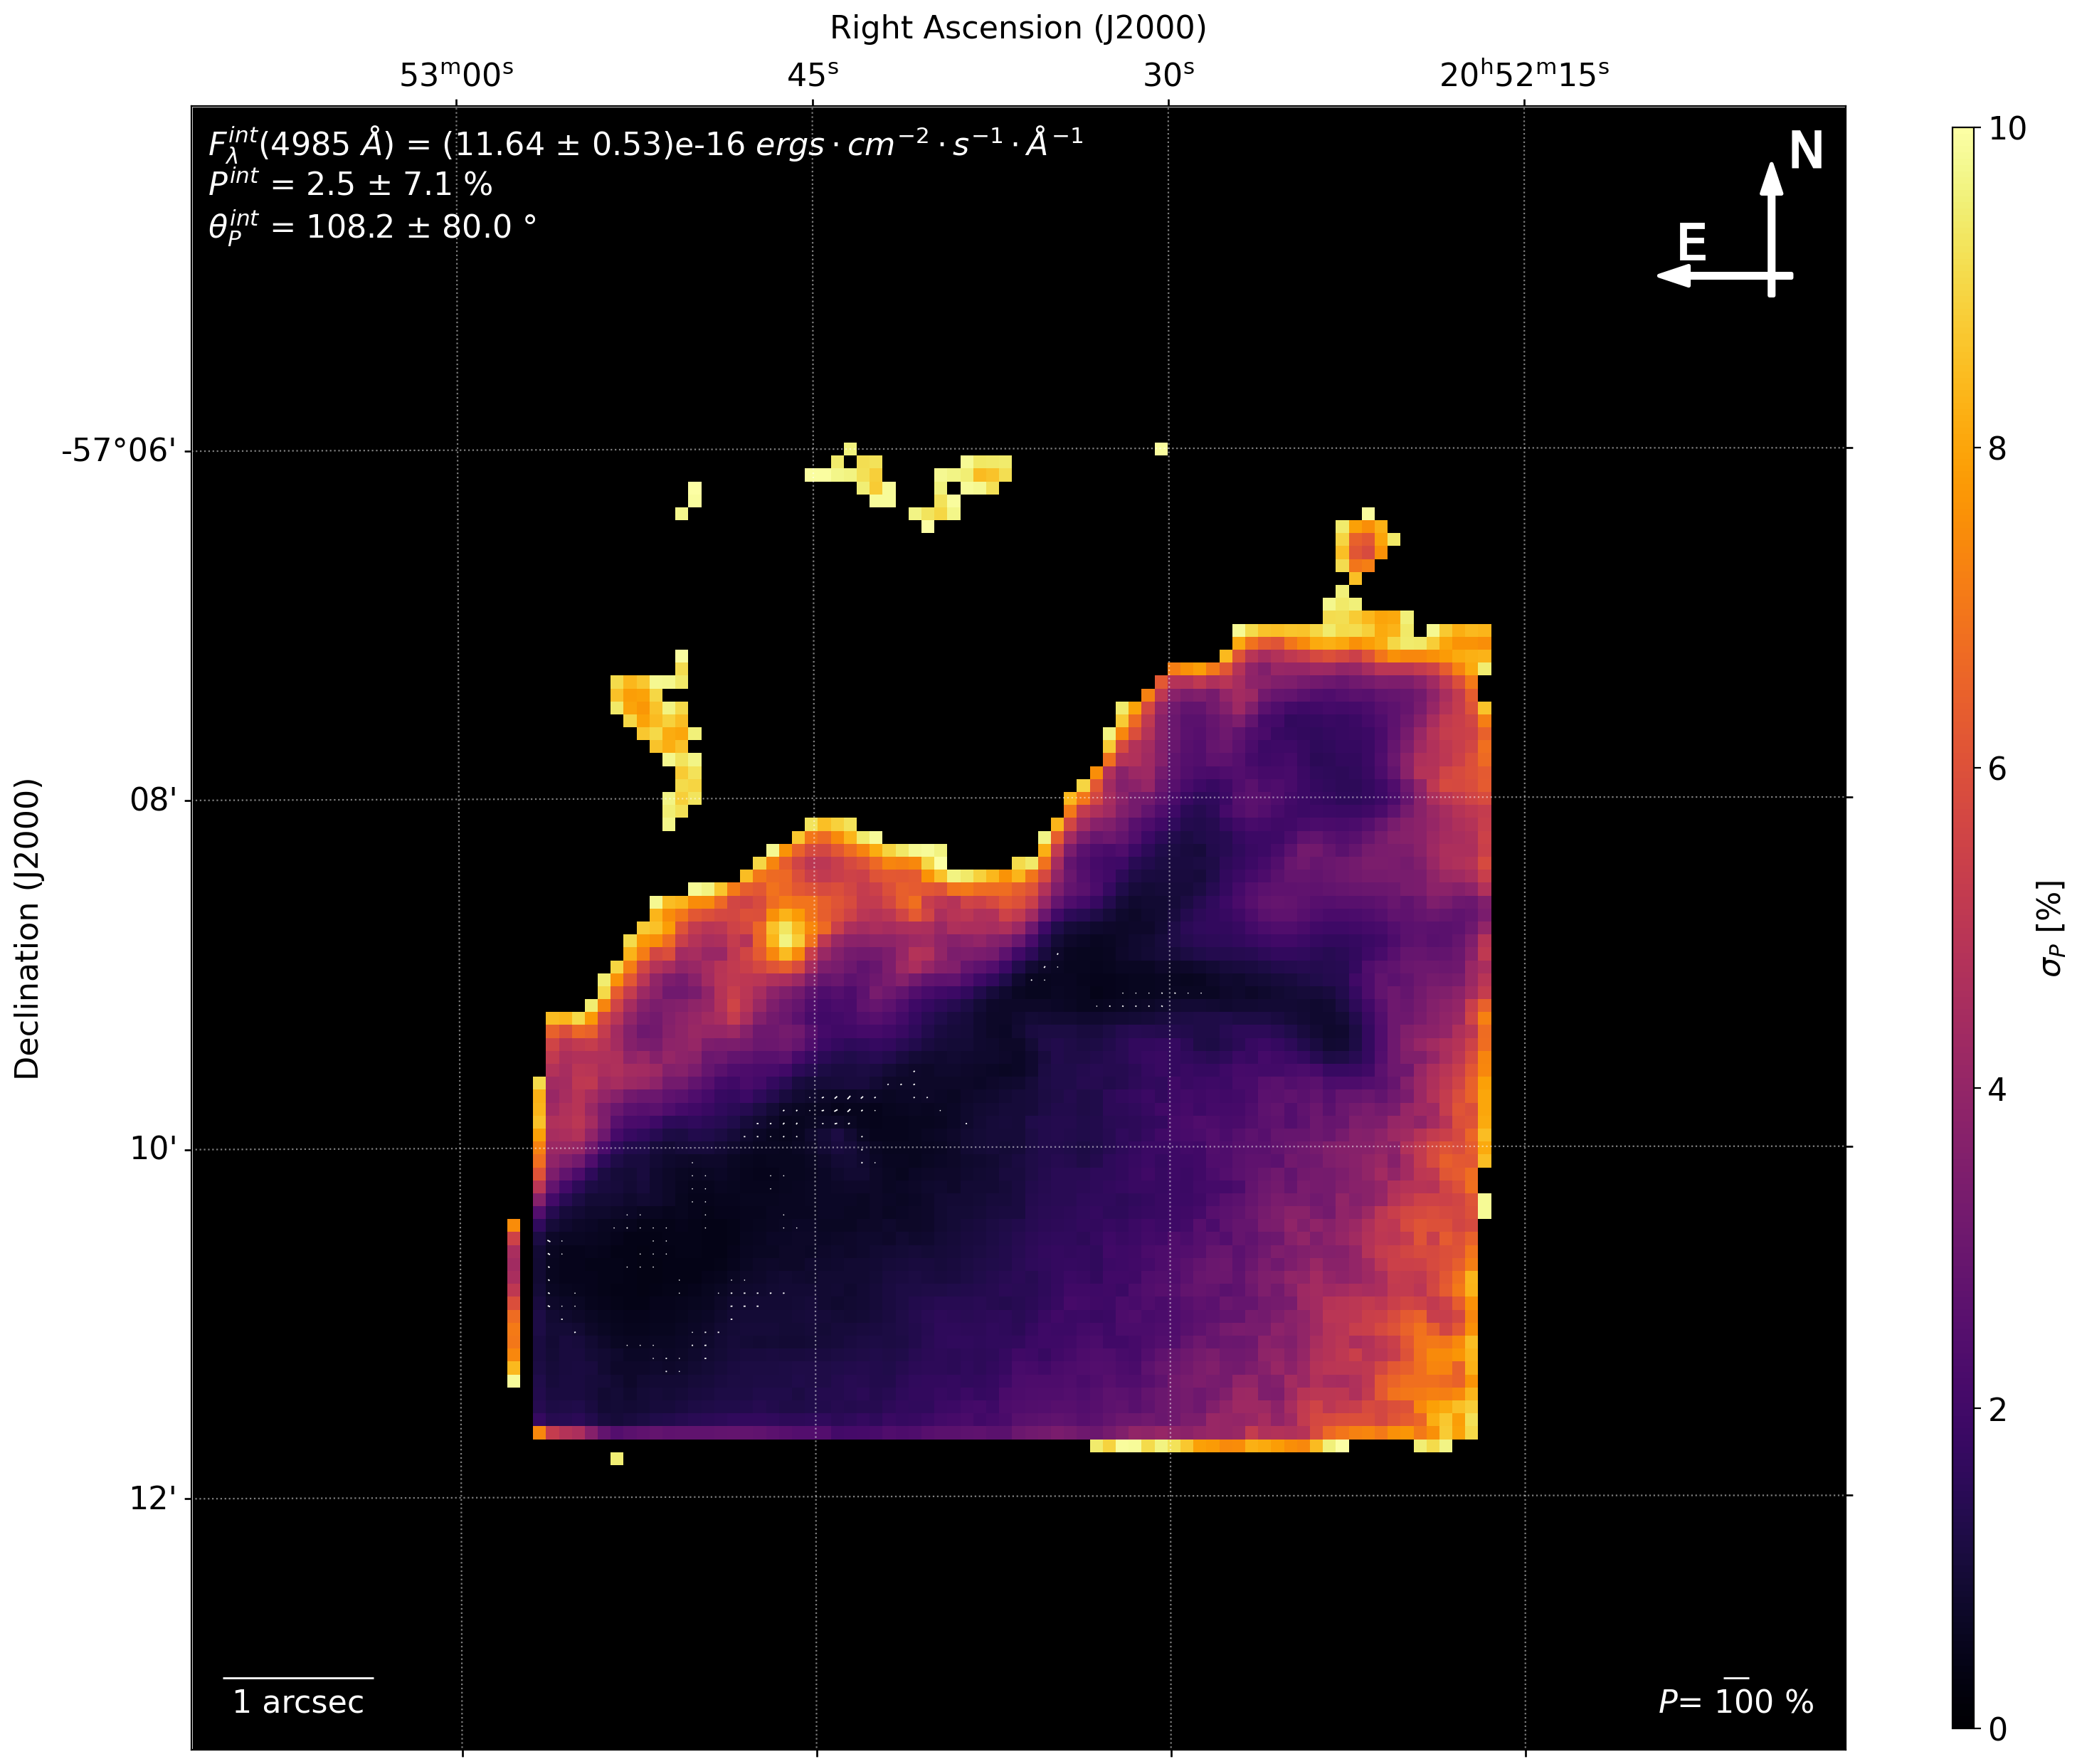 Right Ascension (J2000)
53ᵐ00ˢ 45ˢ 30ˢ 20ʰ52ᵐ15ˢ
F_λ^int(4985 Å) = (11.64 ± 0.53)e-16 ergs · cm⁻² · s⁻¹ · Å⁻¹
P^int = 2.5 ± 7.1 %
θ_P^int = 108.2 ± 80.0 °
N
E
-57°06'
08'
10'
12'
Declination (J2000)
1 arcsec
P= 100 %
10
8
6
4
2
0
σ_P [%]